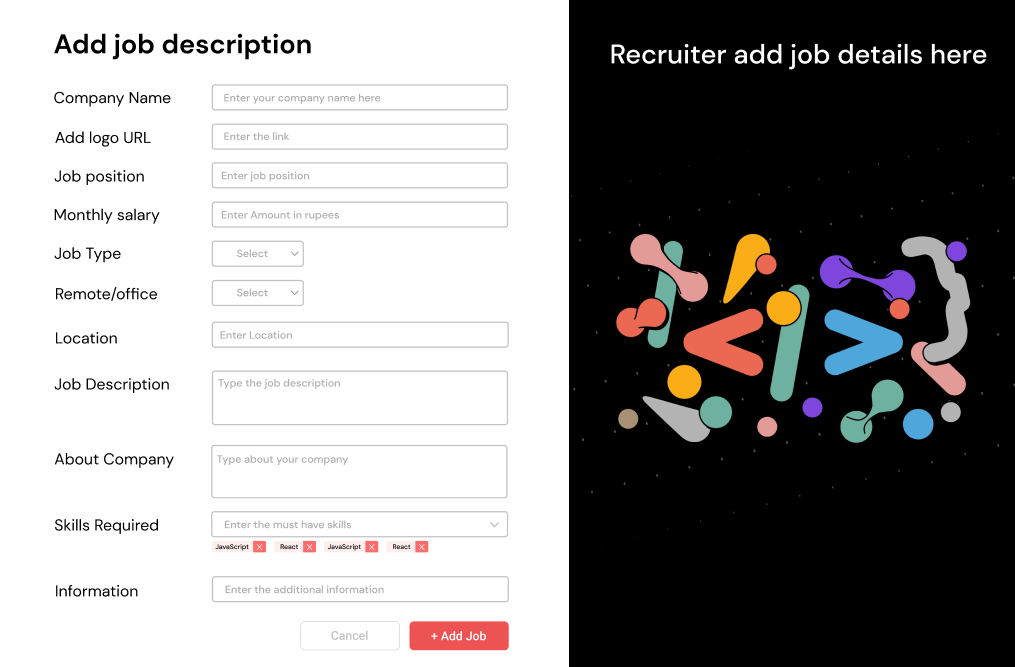 Add job description
Company Name
Enter your company name here
Add logo URL
Enter the link
Job position
Enter job position
Monthly salary
Enter Amount in rupees
Job Type
Select
Remote/office
Select
Location
Enter Location
Job Description
Type the job description
About Company
Type about your company
Skills Required
Enter the must have skills
JavaScript X React X JavaScript X React X
Information
Enter the additional information
Cancel
+ Add Job
Recruiter add job details here